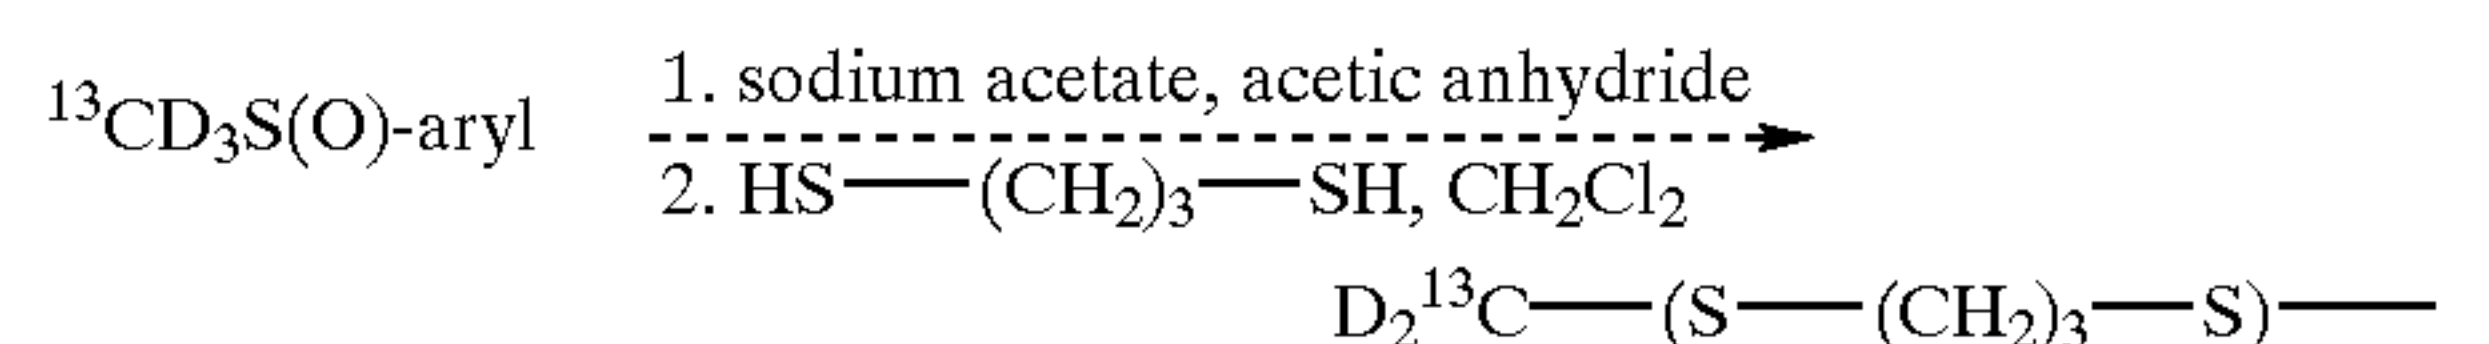 ¹³CD₃S(O)-aryl
1. sodium acetate, acetic anhydride
2. HS—(CH₂)₃—SH, CH₂Cl₂
D₂¹³C—(S—(CH₂)₃—S)—